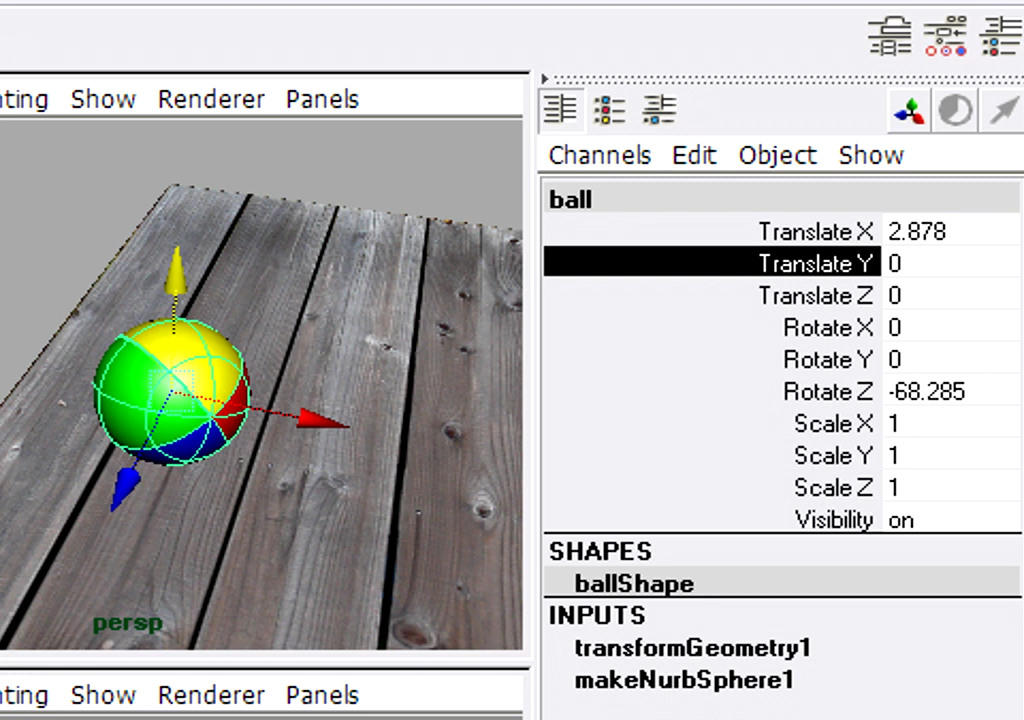 nting Show Renderer Panels
Channels Edit Object Show
ball
Translate X 2.878
Translate Y 0
Translate Z 0
Rotate X 0
Rotate Y 0
Rotate Z -68.285
Scale X 1
Scale Y 1
Scale Z 1
Visibility on
SHAPES
ballShape
INPUTS
transformGeometry1
makeNurbSphere1
persp
nting Show Renderer Panels